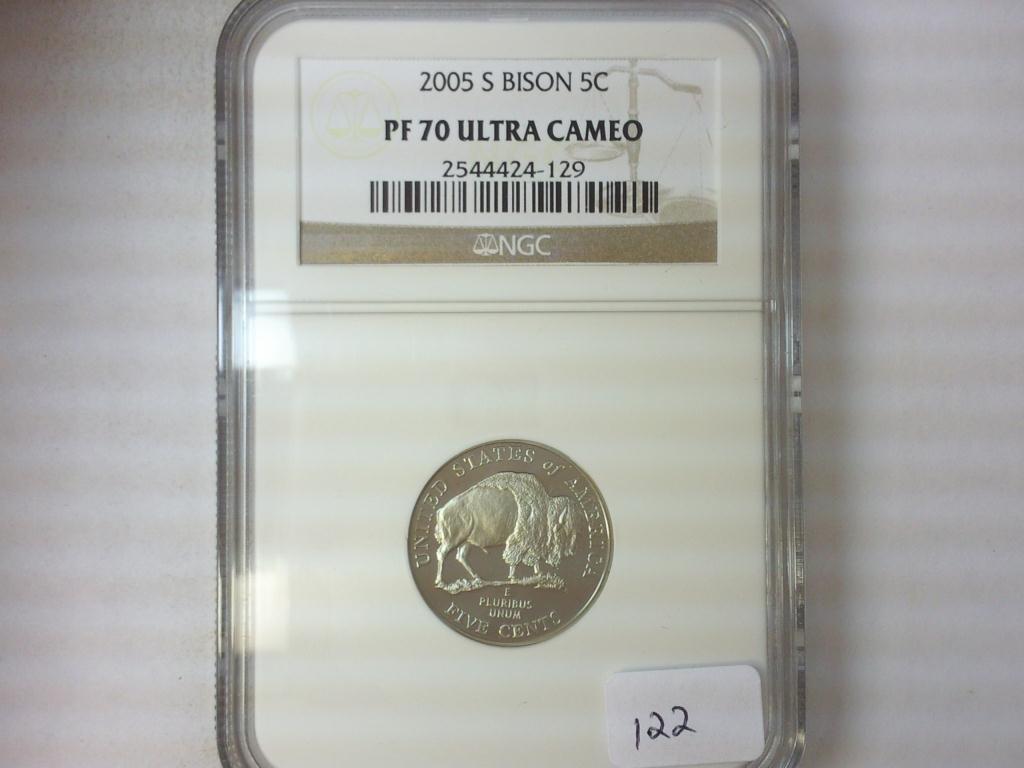 2005 S BISON 5C
PF 70 ULTRA CAMEO
2544424-129
NGC
UNITED STATES of AMERICA
E
PLURIBUS
UNUM
FIVE CENTS
122